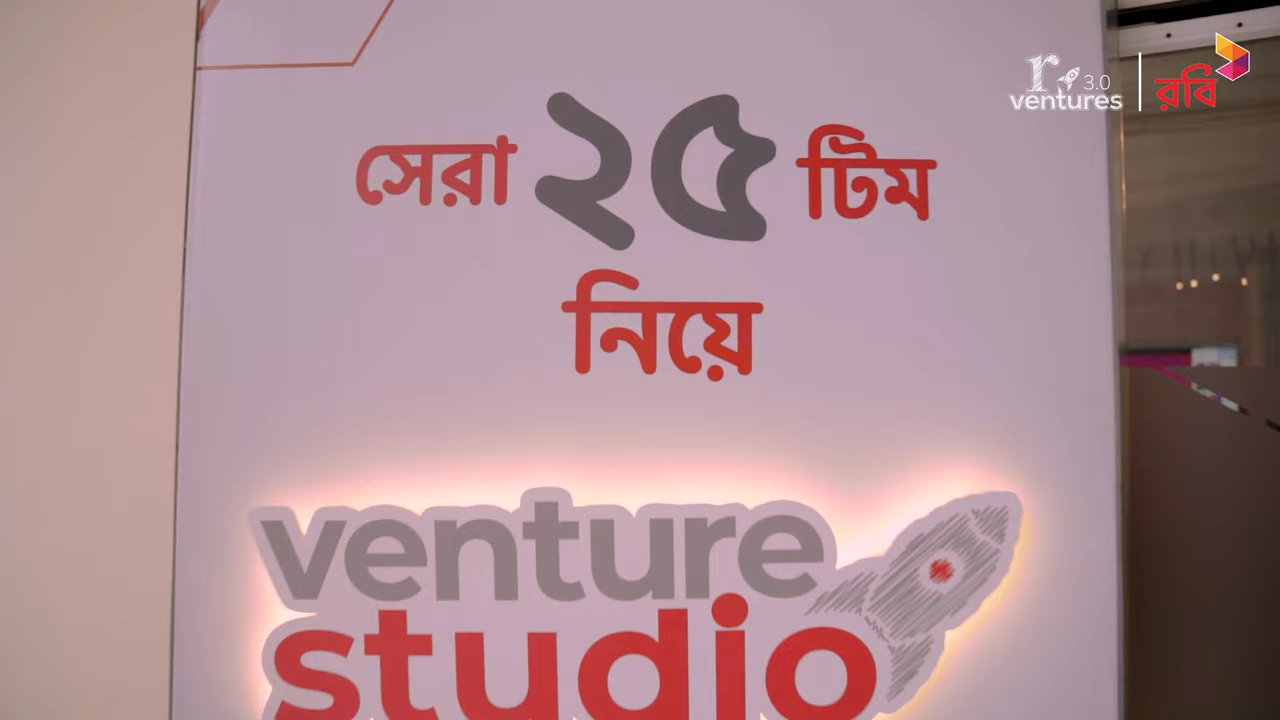 r 3.0
ventures
রবি
সেরা ২৫ টিম
নিয়ে
venture
studio